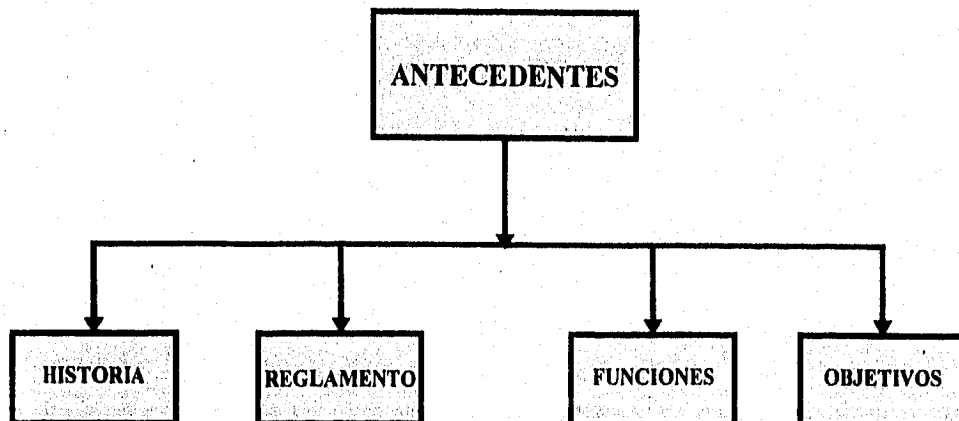 ANTECEDENTES
HISTORIA
REGLAMENTO
FUNCIONES
OBJETIVOS